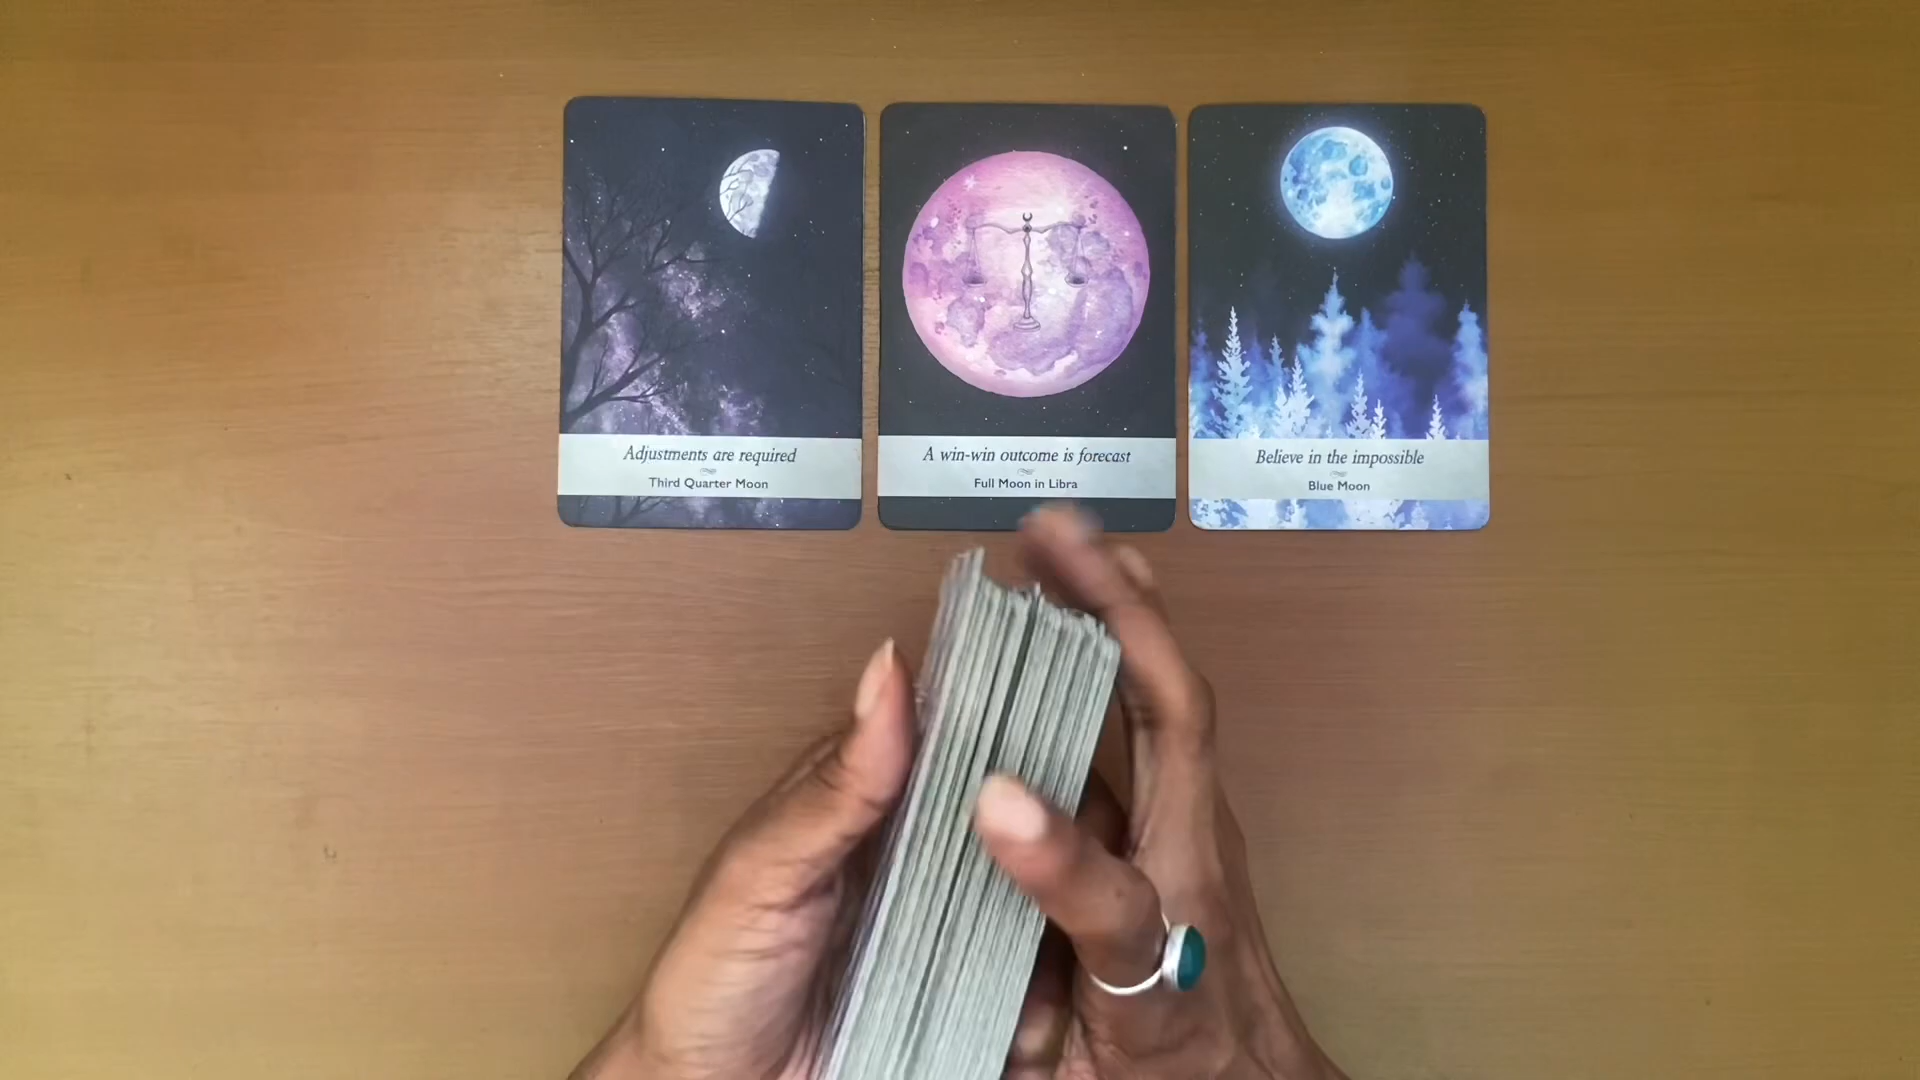 Adjustments are required
Third Quarter Moon
A win-win outcome is forecast
Full Moon in Libra
Believe in the impossible
Blue Moon